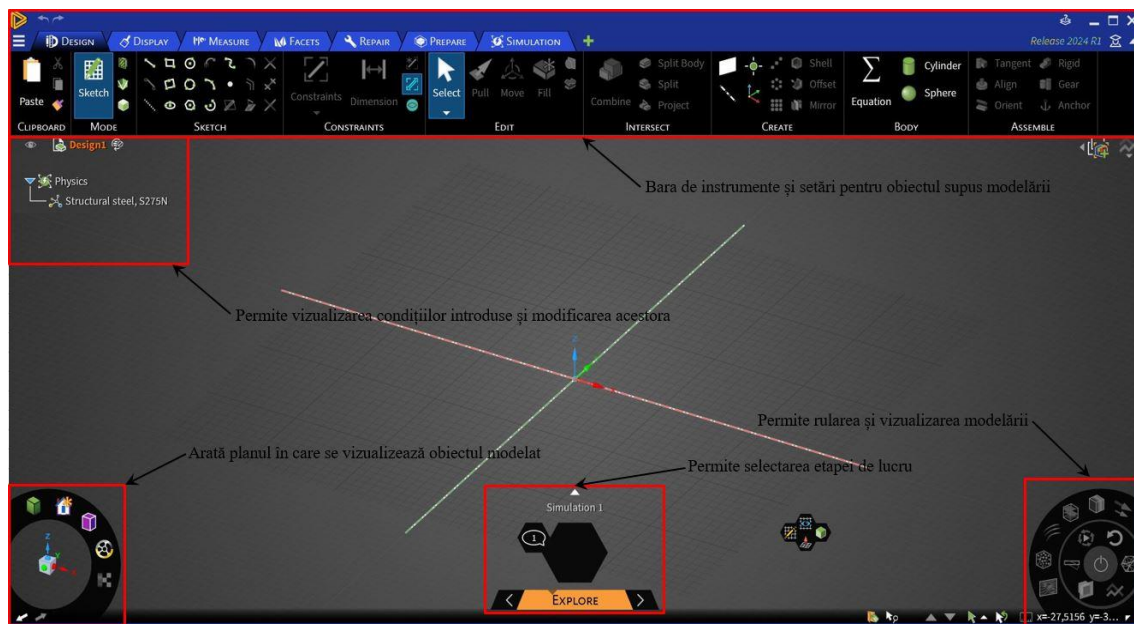 DESIGN DISPLAY MEASURE FACETS REPAIR PREPARE SIMULATION Release 2024 R1
Paste Sketch Constraints Dimension Select Pull Move Fill Combine Split Body Split Project Shell Offset Mirror Equation Cylinder Sphere Tangent Align Orient Rigid Gear Anchor
CLIPBOARD MODE SKETCH CONSTRAINTS EDIT INTERSECT CREATE BODY ASSEMBLE
Design1
Physics
Structural steel, S275N
Bara de instrumente și setări pentru obiectul supus modelării
Permite vizualizarea condițiilor introduse și modificarea acestora
Permite rularea și vizualizarea modelării
Arată planul în care se vizualizează obiectul modelat
Permite selectarea etapei de lucru
Simulation 1
1
EXPLORE
z
Y
x=-27,5156 y=-3...